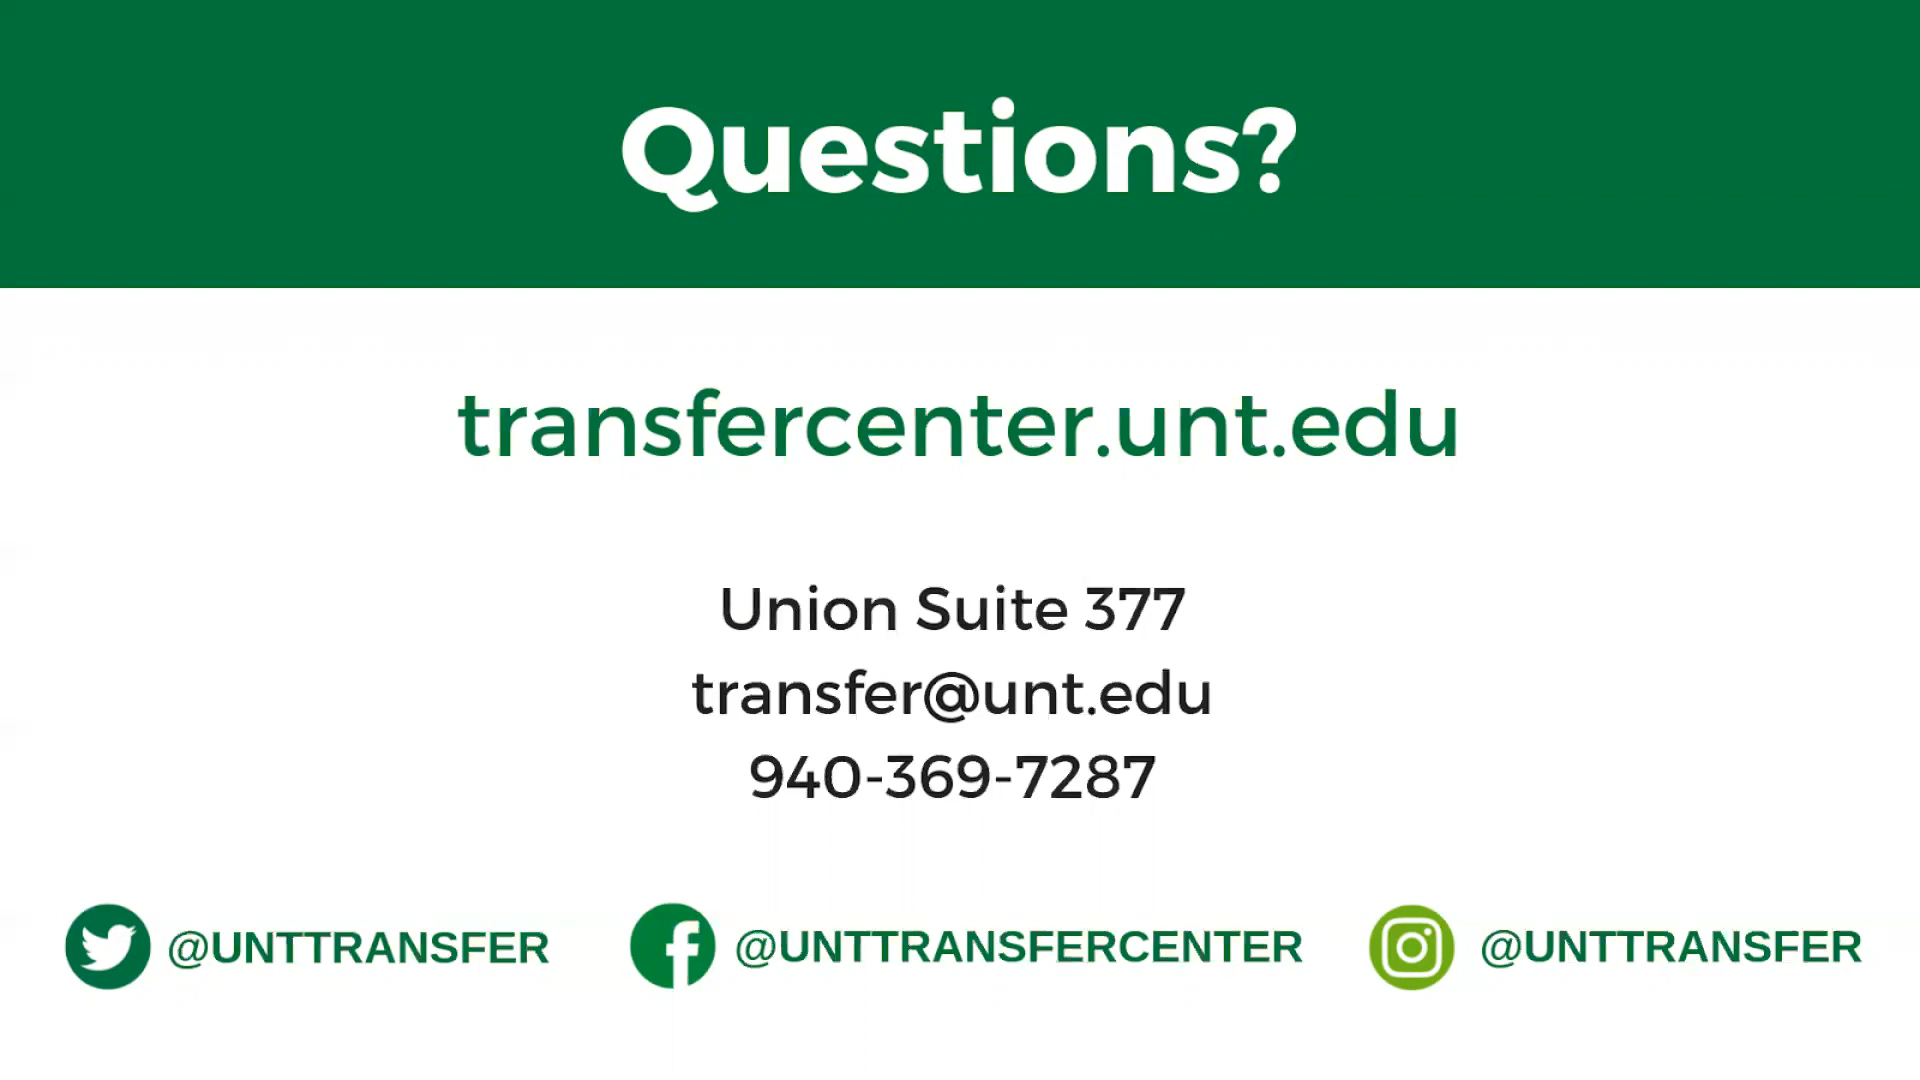 Questions?
transfercenter.unt.edu
Union Suite 377
transfer@unt.edu
940-369-7287
@UNTTRANSFER
@UNTTRANSFERCENTER
@UNTTRANSFER